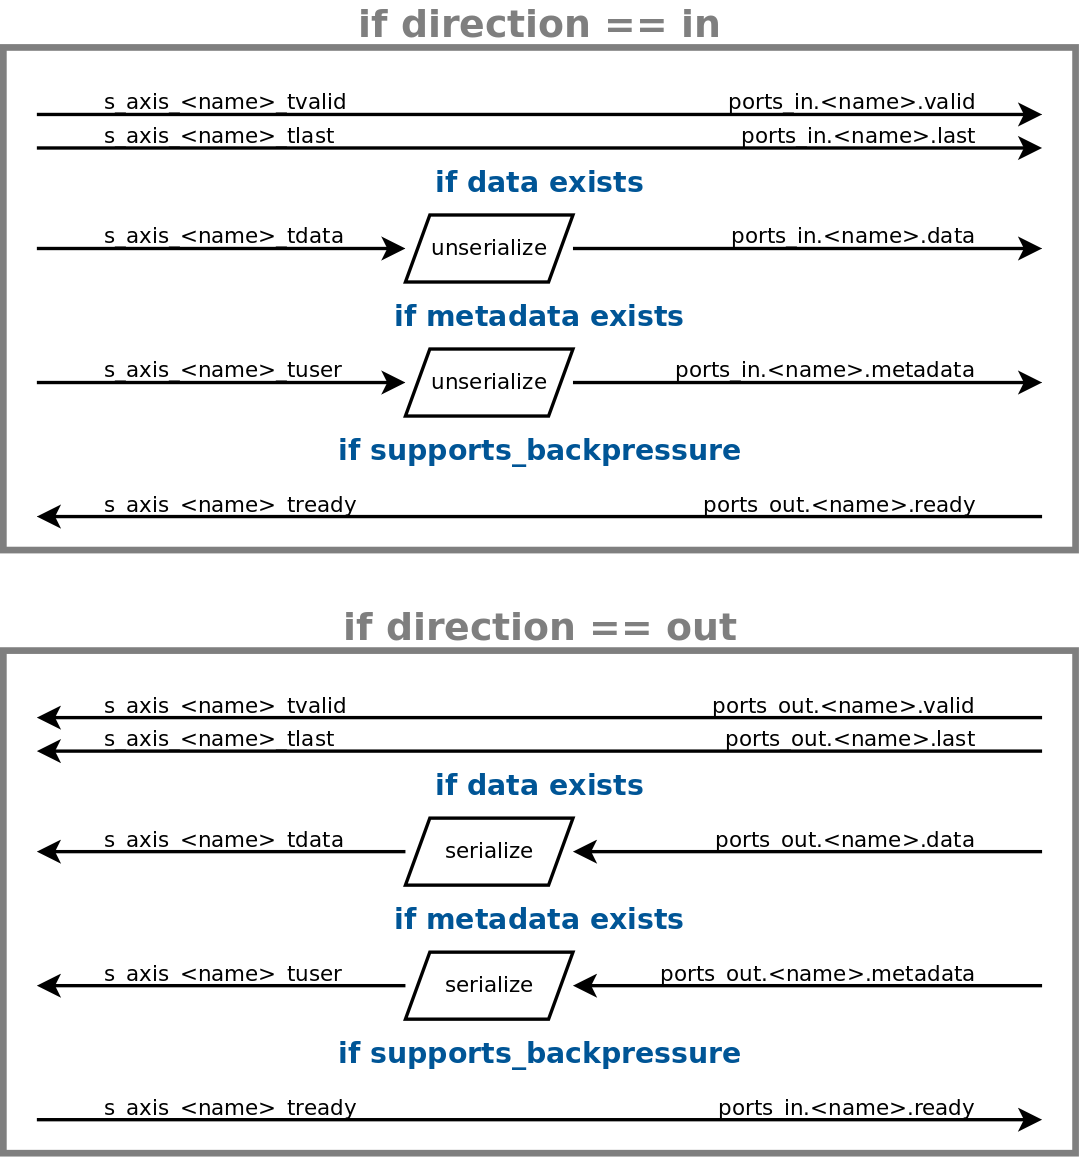 if direction == in
s_axis_<name>_tvalid ports_in.<name>.valid
s_axis_<name>_tlast ports_in.<name>.last
if data exists
s_axis_<name>_tdata unserialize ports_in.<name>.data
if metadata exists
s_axis_<name>_tuser unserialize ports_in.<name>.metadata
if supports_backpressure
s_axis_<name>_tready ports_out.<name>.ready
if direction == out
s_axis_<name>_tvalid ports_out.<name>.valid
s_axis_<name>_tlast ports_out.<name>.last
if data exists
s_axis_<name>_tdata serialize ports_out.<name>.data
if metadata exists
s_axis_<name>_tuser serialize ports_out.<name>.metadata
if supports_backpressure
s_axis_<name>_tready ports_in.<name>.ready